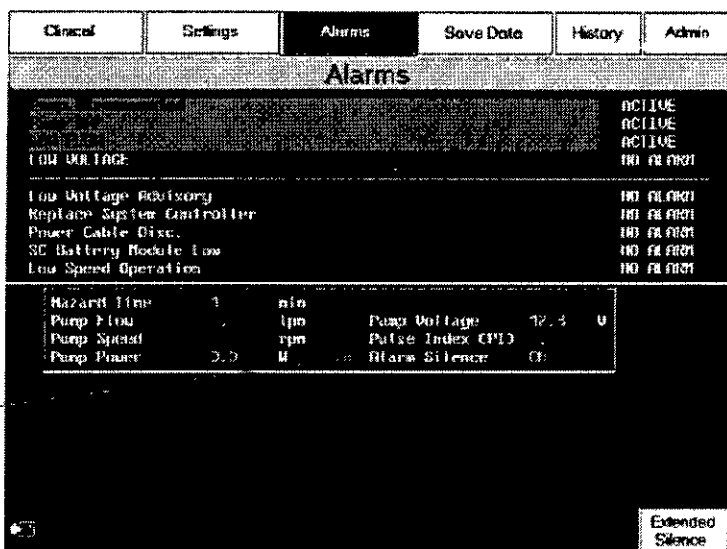 Clinical Settings Alarms Save Data History Admin
Alarms
ACTIVE
ACTIVE
ACTIVE
LOW VOLTAGE NO ALARM
Low Voltage Advisory NO ALARM
Replace System Controller NO ALARM
Power Cable Disc. NO ALARM
SC Battery Module Low NO ALARM
Low Speed Operation NO ALARM
Hazard Time min
Pump Flow lpm Pump Voltage V
Pump Speed rpm Pulse Index (PI)
Pump Power 0.0 W Alarm Silence
Extended
Silence